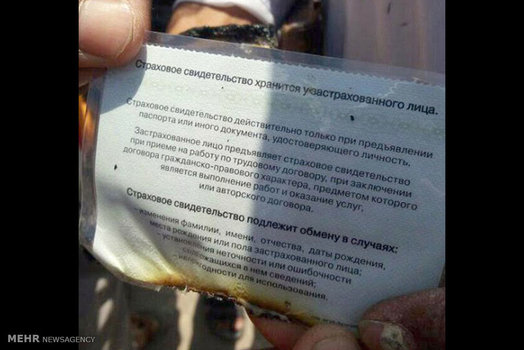 Страховое свидетельство хранится у застрахованного лица.
Страховое свидетельство действительно только при предъявлении
паспорта или иного документа, удостоверяющего личность.
Застрахованное лицо предъявляет страховое свидетельство
при приеме на работу по трудовому договору, при заключении
договора гражданско-правового характера, предметом которого
является выполнение работ и оказание услуг,
или авторского договора.
Страховое свидетельство подлежит обмену в случаях:
- изменения фамилии, имени, отчества, даты рождения,
места рождения или пола застрахованного лица;
- установления неточности или ошибочности
содержащихся в нем сведений;
- непригодности для использования.
MEHR NEWSAGENCY